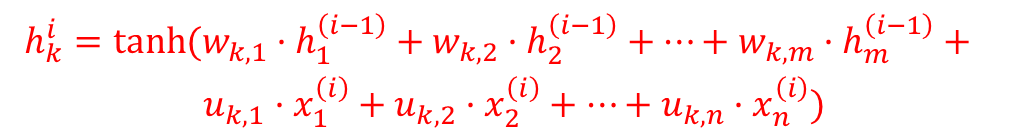 h_k^i = tanh(w_{k,1} · h_1^{(i−1)} + w_{k,2} · h_2^{(i−1)} + ⋯ + w_{k,m} · h_m^{(i−1)} +
u_{k,1} · x_1^{(i)} + u_{k,2} · x_2^{(i)} + ⋯ + u_{k,n} · x_n^{(i)})